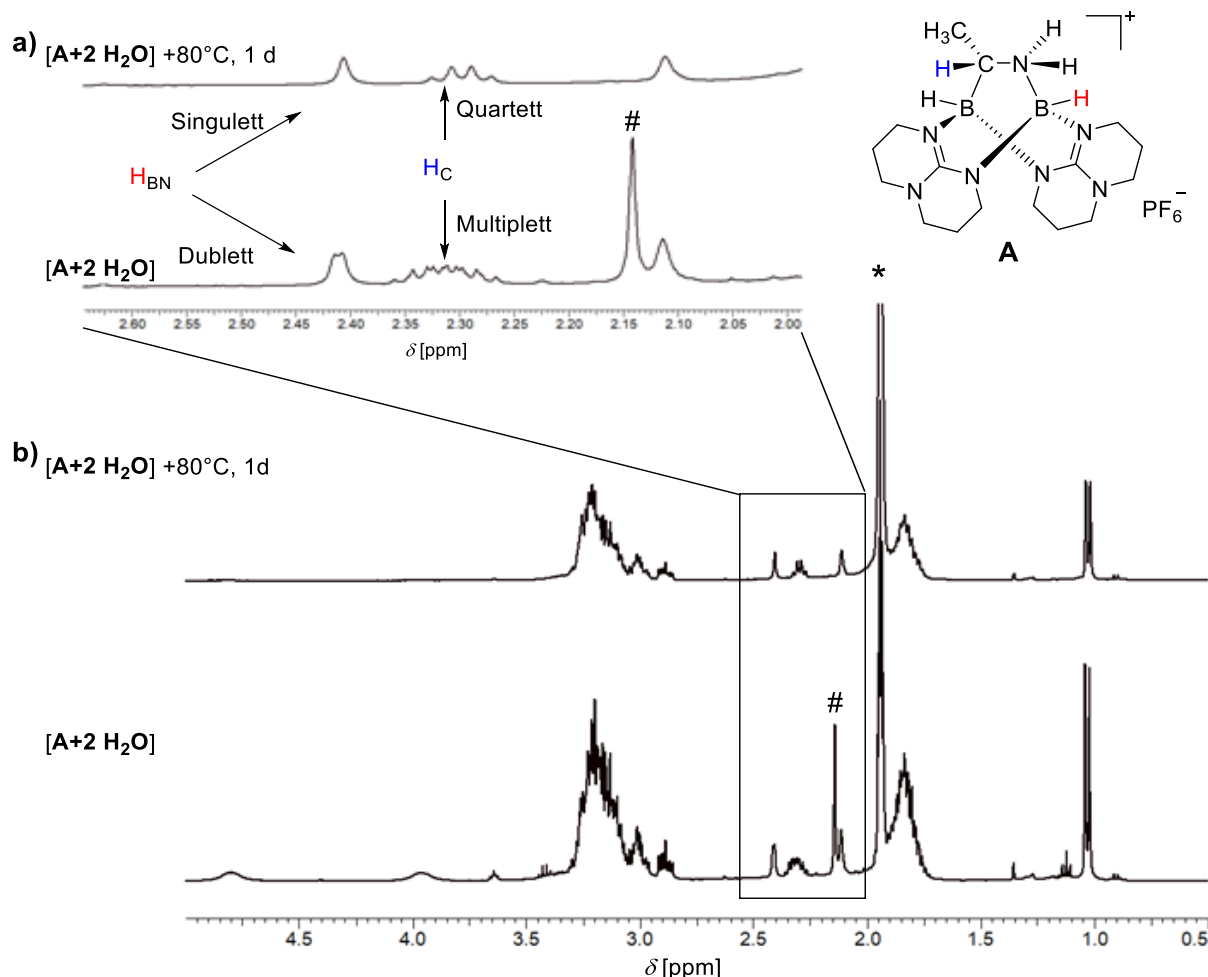 a)
[A+2 H₂O] +80°C, 1 d
Singulett
Quartett
#
H_BN
H_C
Dublett
Multiplett
[A+2 H₂O]
2.60 2.55 2.50 2.45 2.40 2.35 2.30 2.25 2.20 2.15 2.10 2.05 2.00
δ [ppm]
H₃C
H
+
H
C
N
H
H
B
B
H
N
N
N
N
N
N
PF₆⁻
A
*
b)
[A+2 H₂O] +80°C, 1d
#
[A+2 H₂O]
4.5 4.0 3.5 3.0 2.5 2.0 1.5 1.0 0.5
δ [ppm]